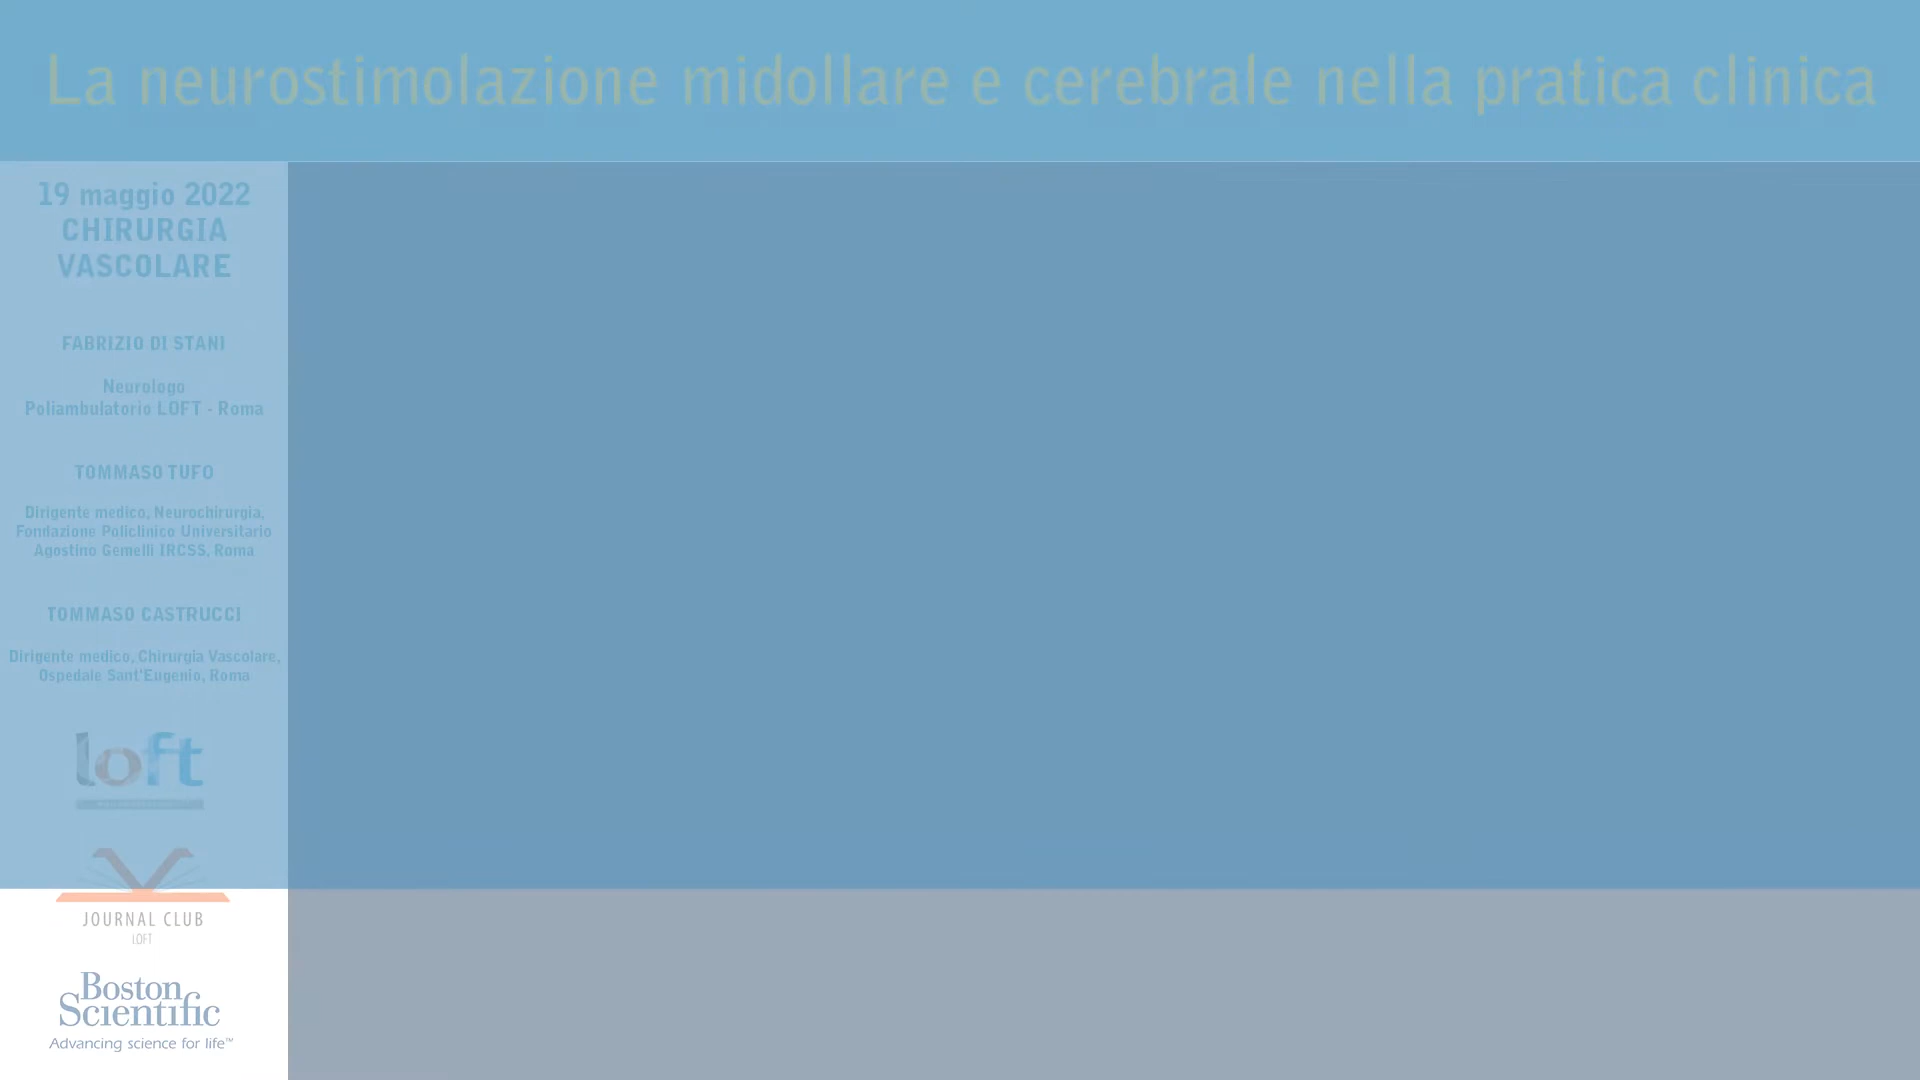 La neurostimolazione midollare e cerebrale nella pratica clinica
19 maggio 2022
CHIRURGIA
VASCOLARE
FABRIZIO DI STANI
Neurologo
Poliambulatorio LOFT - Roma
TOMMASO TUFO
Dirigente medico, Neurochirurgia,
Fondazione Policlinico Universitario
Agostino Gemelli IRCSS, Roma
TOMMASO CASTRUCCI
Dirigente medico, Chirurgia Vascolare,
Ospedale Sant'Eugenio, Roma
loft
JOURNAL CLUB
LOFT
Boston
Scientific
Advancing science for life™